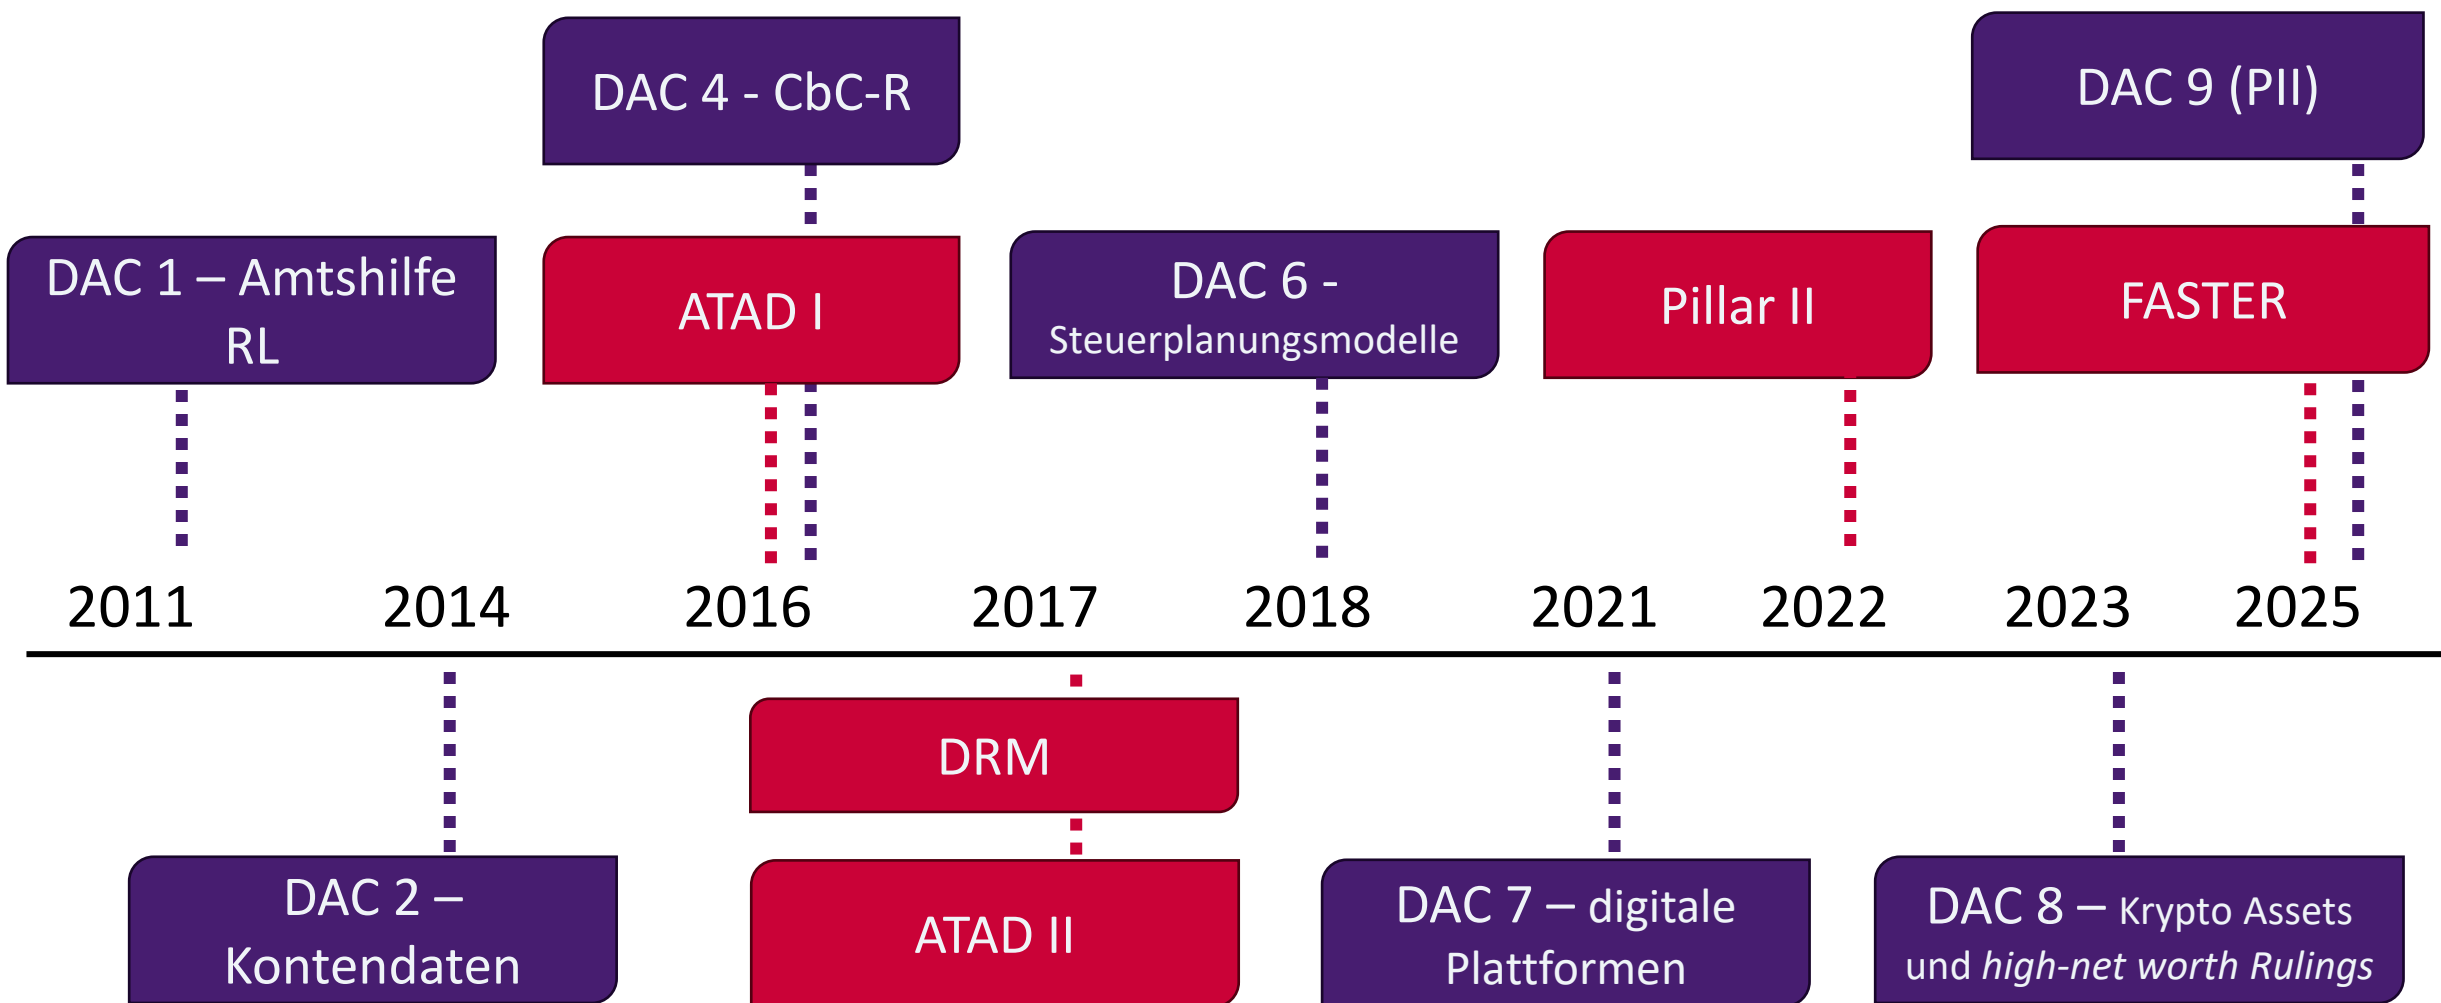 DAC 4 - CbC-R
DAC 9 (PII)
DAC 1 – Amtshilfe
RL
ATAD I
DAC 6 -
Steuerplanungsmodelle
Pillar II
FASTER
2011
2014
2016
2017
2018
2021
2022
2023
2025
DRM
DAC 2 –
Kontendaten
ATAD II
DAC 7 – digitale
Plattformen
DAC 8 – Krypto Assets
und high-net worth Rulings